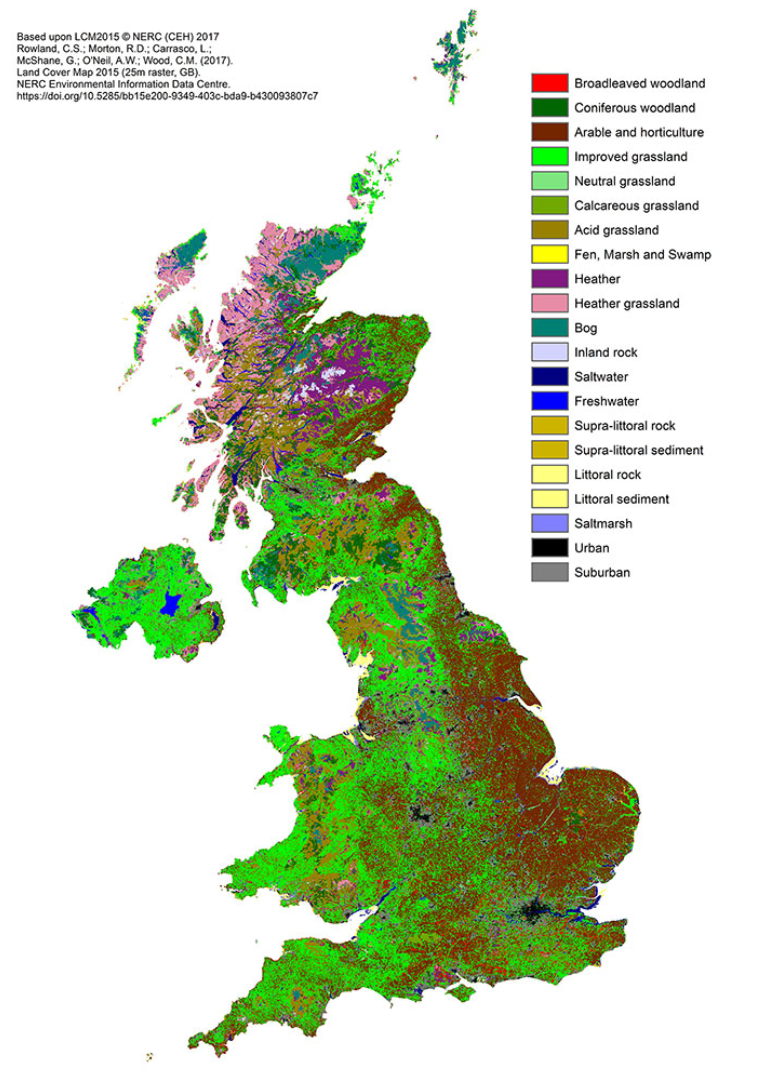 Based upon LCM2015 © NERC (CEH) 2017
Rowland, C.S.; Morton, R.D.; Carrasco, L.;
McShane, G.; O'Neil, A.W.; Wood, C.M. (2017).
Land Cover Map 2015 (25m raster, GB).
NERC Environmental Information Data Centre.
https://doi.org/10.5285/bb15e200-9349-403c-bda9-b430093807c7
Broadleaved woodland
Coniferous woodland
Arable and horticulture
Improved grassland
Neutral grassland
Calcareous grassland
Acid grassland
Fen, Marsh and Swamp
Heather
Heather grassland
Bog
Inland rock
Saltwater
Freshwater
Supra-littoral rock
Supra-littoral sediment
Littoral rock
Littoral sediment
Saltmarsh
Urban
Suburban